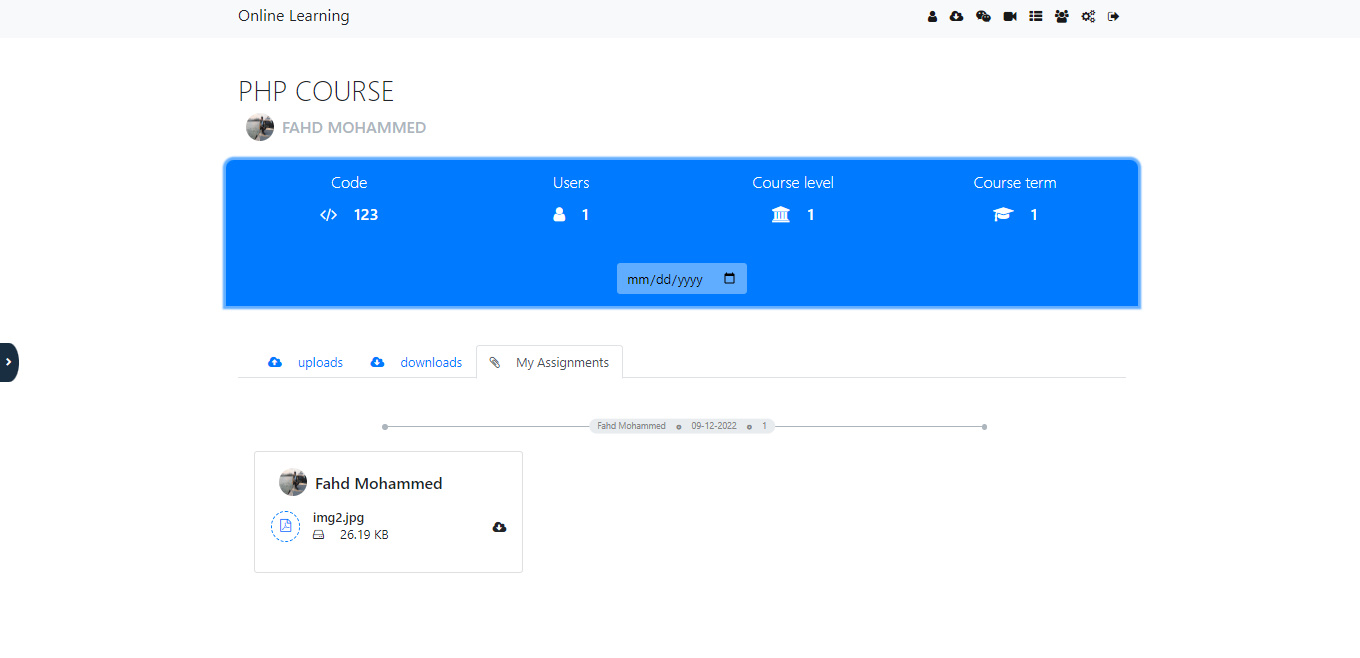 Online Learning
PHP COURSE
FAHD MOHAMMED
Code Users Course level Course term
123 1 1 1
mm/dd/yyyy
uploads downloads My Assignments
Fahd Mohammed 09-12-2022 1
Fahd Mohammed
img2.jpg
26.19 KB